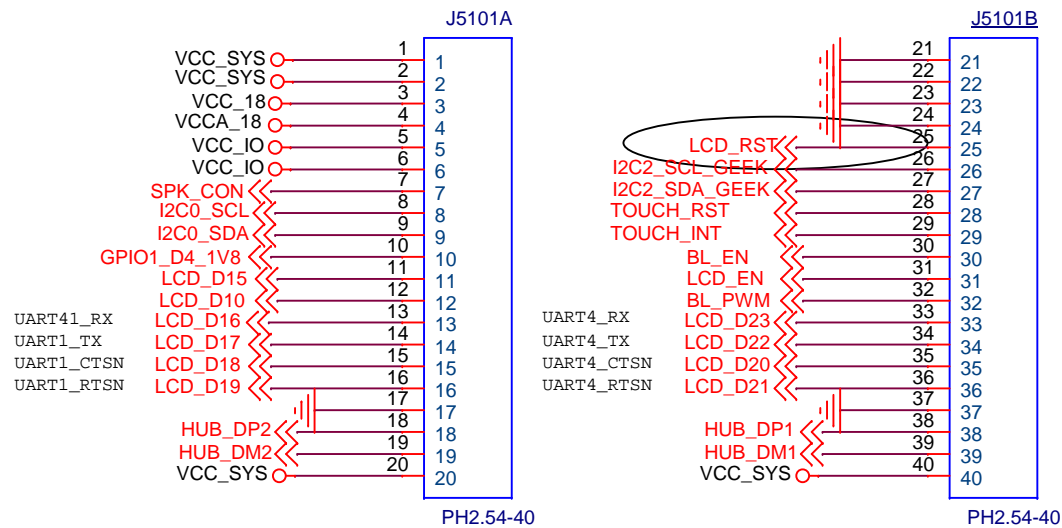 J5101A
VCC_SYS 1 1
VCC_SYS 2 2
VCC_18 3 3
VCCA_18 4 4
VCC_IO 5 5
VCC_IO 6 6
SPK_CON 7 7
I2C0_SCL 8 8
I2C0_SDA 9 9
GPIO1_D4_1V8 10 10
LCD_D15 11 11
LCD_D10 12 12
UART41_RX LCD_D16 13 13
UART1_TX LCD_D17 14 14
UART1_CTSN LCD_D18 15 15
UART1_RTSN LCD_D19 16 16
17 17
HUB_DP2 18 18
HUB_DM2 19 19
VCC_SYS 20 20
PH2.54-40
J5101B
21 21
22 22
23 23
24 24
LCD_RST 25 25
I2C2_SCL_GEEK 26 26
I2C2_SDA_GEEK 27 27
TOUCH_RST 28 28
TOUCH_INT 29 29
BL_EN 30 30
LCD_EN 31 31
BL_PWM 32 32
UART4_RX LCD_D23 33 33
UART4_TX LCD_D22 34 34
UART4_CTSN LCD_D20 35 35
UART4_RTSN LCD_D21 36 36
37 37
HUB_DP1 38 38
HUB_DM1 39 39
VCC_SYS 40 40
PH2.54-40